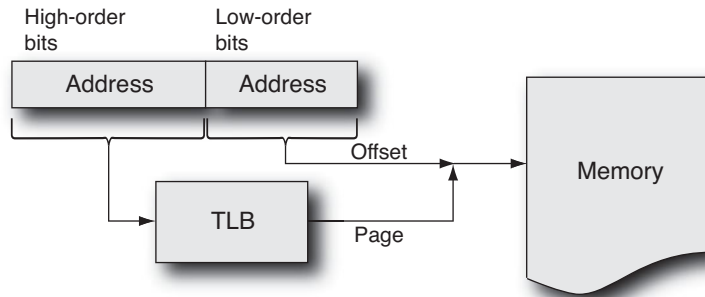 High-order
bits
Low-order
bits
Address
Address
Offset
Memory
TLB
Page